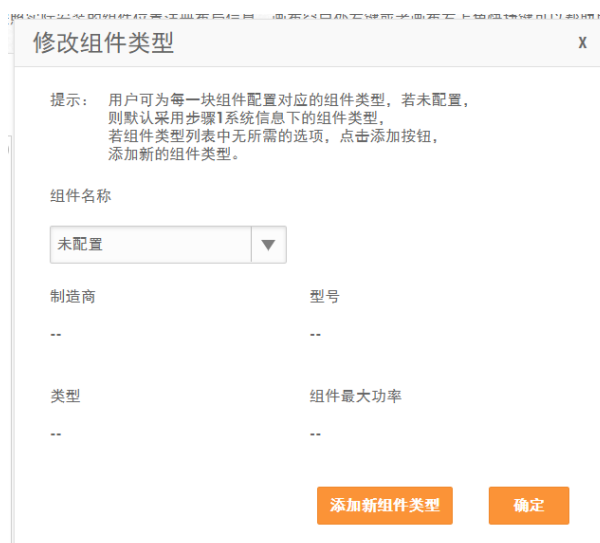 修改组件类型
x
提示： 用户可为每一块组件配置对应的组件类型，若未配置，
则默认采用步骤1系统信息下的组件类型，
若组件类型列表中无所需的选项，点击添加按钮，
添加新的组件类型。
组件名称
未配置
制造商 型号
-- --
类型 组件最大功率
-- --
添加新组件类型 确定